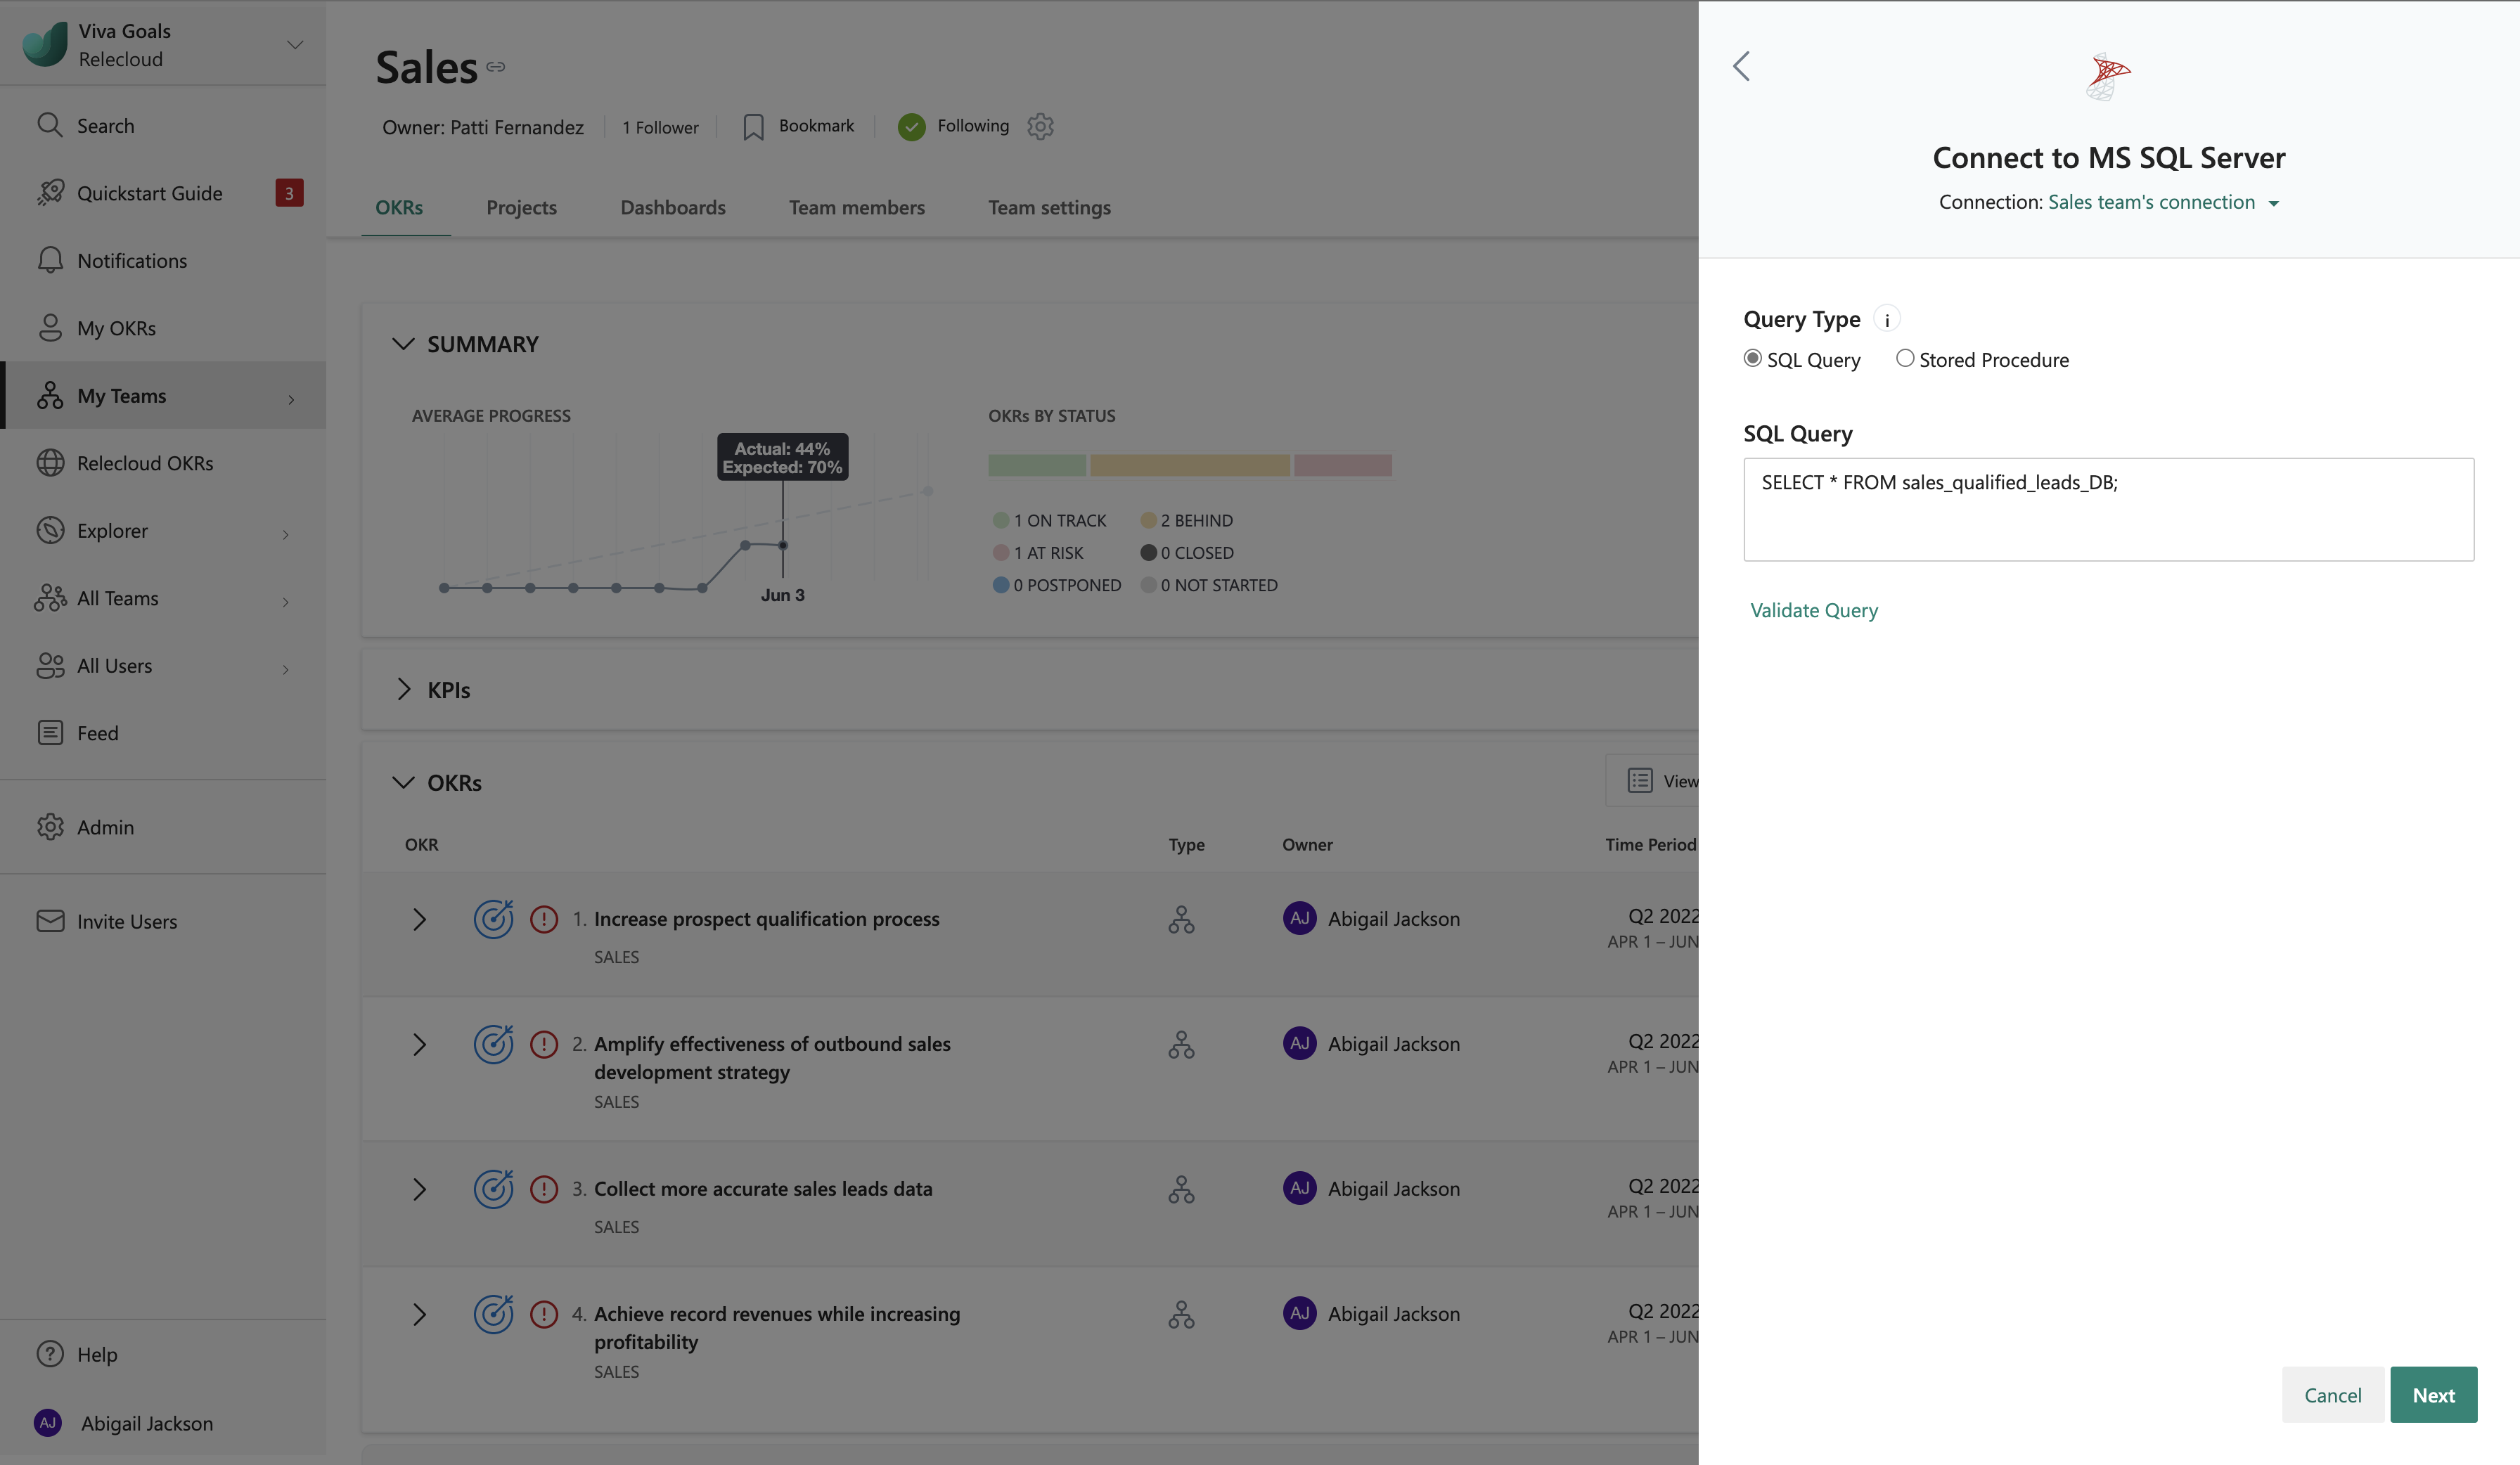 Viva Goals
Relecloud
Search
Quickstart Guide 3
Notifications
My OKRs
My Teams
Relecloud OKRs
Explorer
All Teams
All Users
Feed
Admin
Invite Users
Help
AJ Abigail Jackson
Sales
Owner: Patti Fernandez 1 Follower Bookmark Following
OKRs Projects Dashboards Team members Team settings
SUMMARY
AVERAGE PROGRESS
Actual: 44%
Expected: 70%
Jun 3
OKRs BY STATUS
1 ON TRACK 2 BEHIND
1 AT RISK 0 CLOSED
0 POSTPONED 0 NOT STARTED
KPIs
OKRs View
OKR Type Owner Time Period
1. Increase prospect qualification process AJ Abigail Jackson Q2 2022
SALES APR 1 – JUN
2. Amplify effectiveness of outbound sales AJ Abigail Jackson Q2 2022
development strategy APR 1 – JUN
SALES
3. Collect more accurate sales leads data AJ Abigail Jackson Q2 2022
SALES APR 1 – JUN
4. Achieve record revenues while increasing AJ Abigail Jackson Q2 2022
profitability APR 1 – JUN
SALES
Connect to MS SQL Server
Connection: Sales team's connection
Query Type i
SQL Query Stored Procedure
SQL Query
SELECT * FROM sales_qualified_leads_DB;
Validate Query
Cancel Next